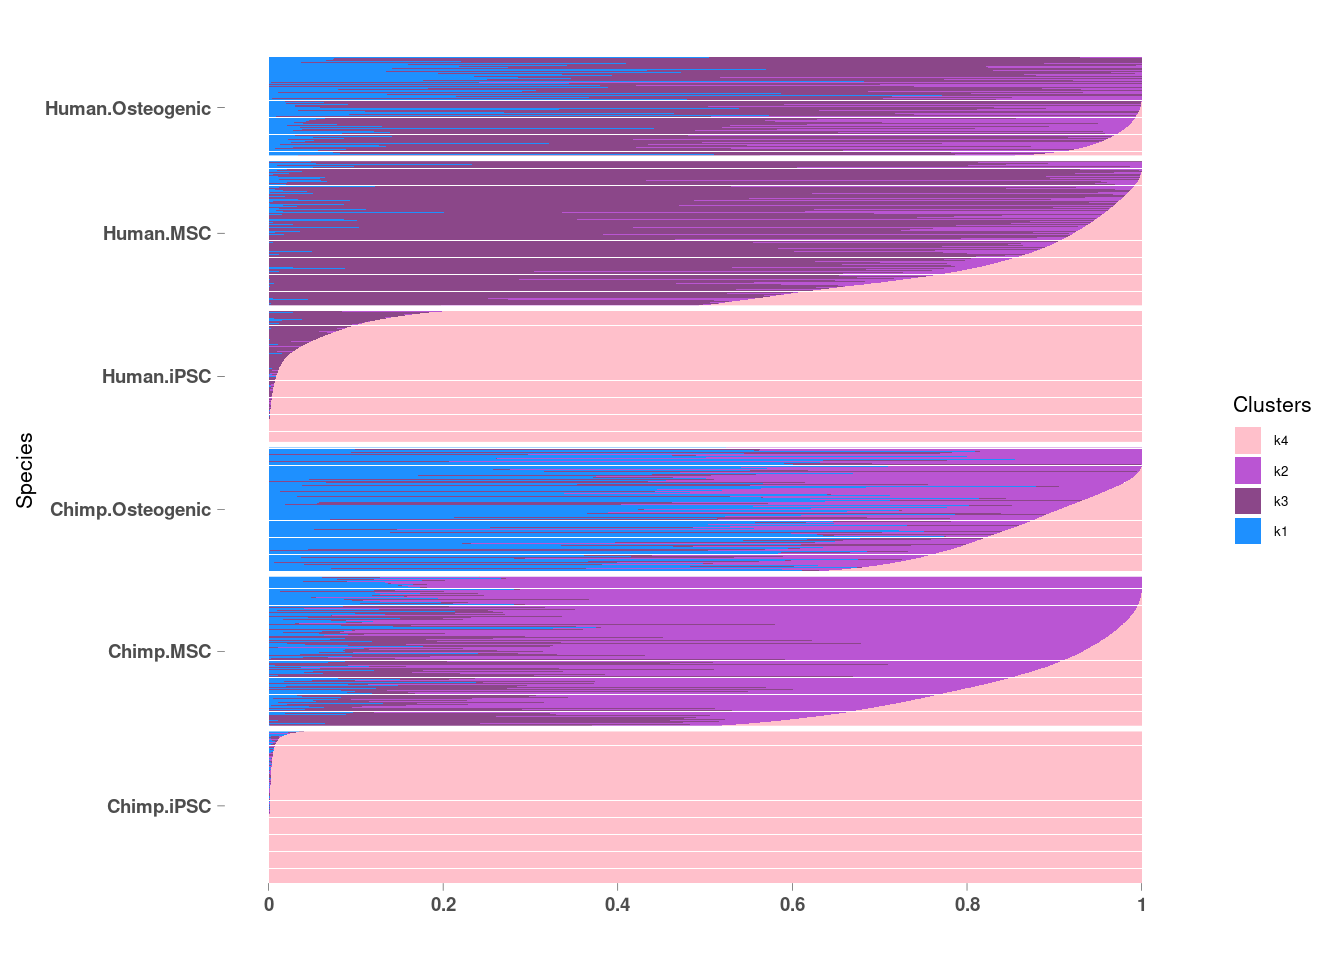 Species
Human.Osteogenic
Human.MSC
Human.iPSC
Chimp.Osteogenic
Chimp.MSC
Chimp.iPSC
0 0.2 0.4 0.6 0.8 1
Clusters
k4
k2
k3
k1